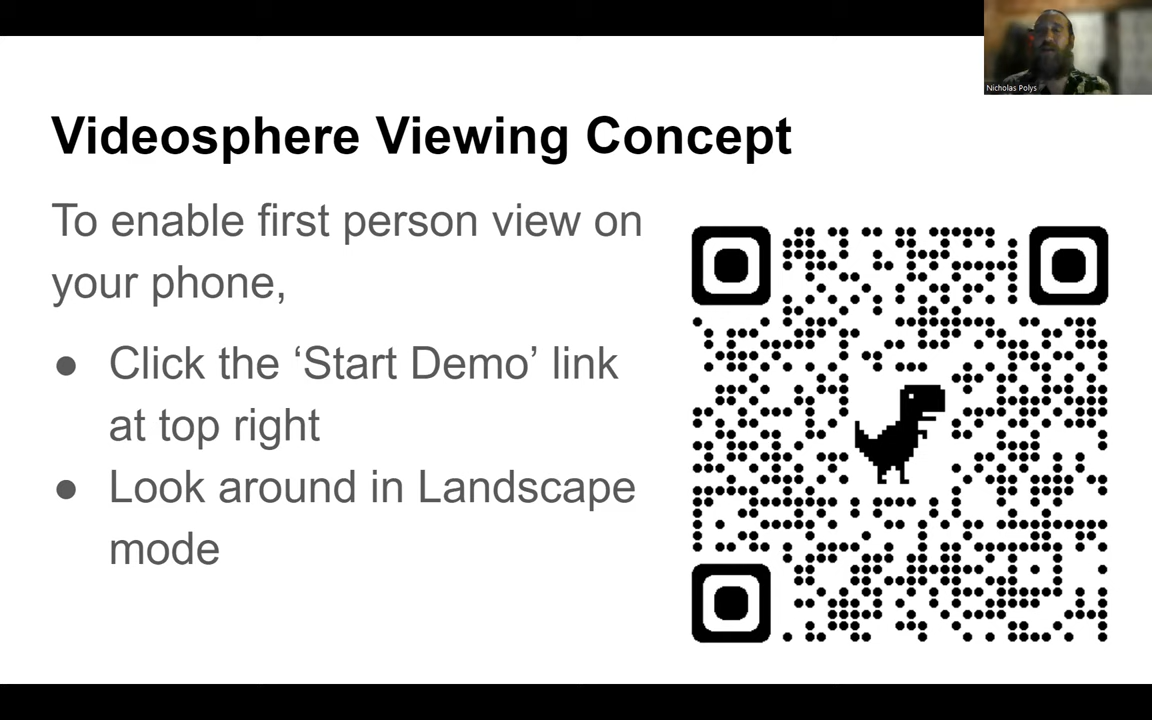 Nicholas Polys
Videosphere Viewing Concept
To enable first person view on
your phone,
● Click the ‘Start Demo’ link
at top right
● Look around in Landscape
mode